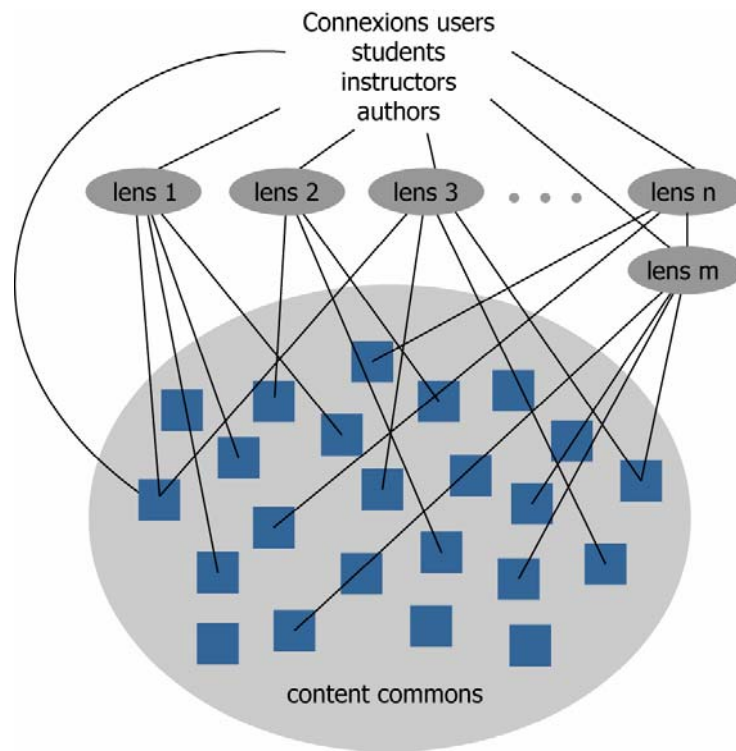 Connexions users
students
instructors
authors
lens 1
lens 2
lens 3
lens n
lens m
content commons